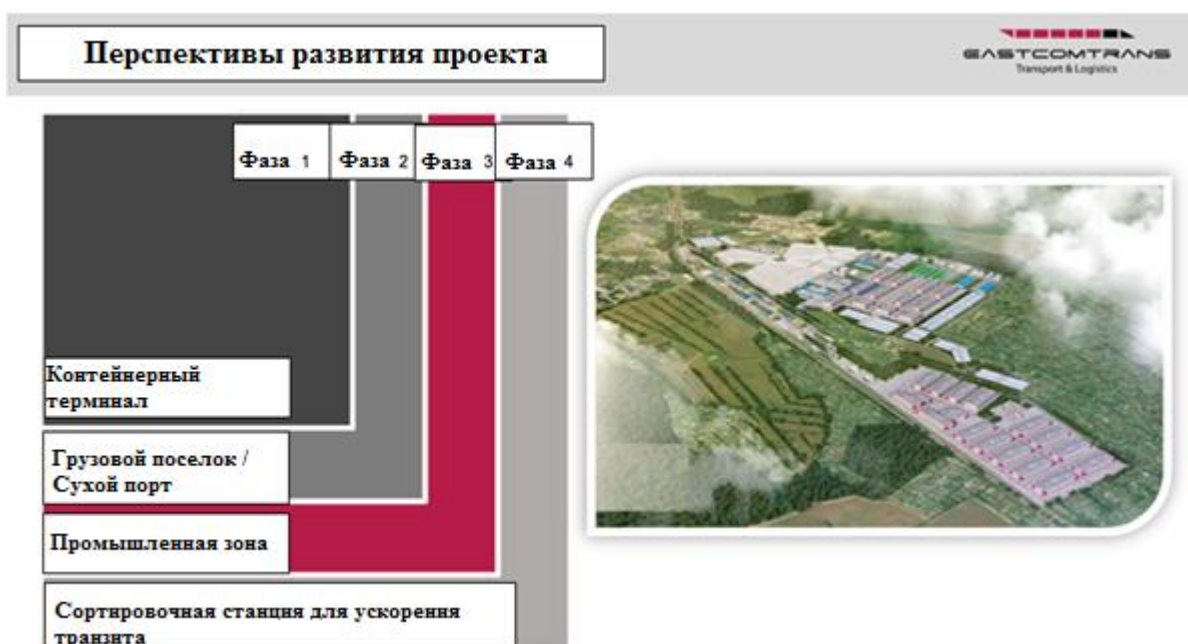 Перспективы развития проекта
EASTCOMTRANS
Transport & Logistics
Фаза 1 Фаза 2 Фаза 3 Фаза 4
Контейнерный
терминал
Грузовой поселок /
Сухой порт
Промышленная зона
Сортировочная станция для ускорения
транзита